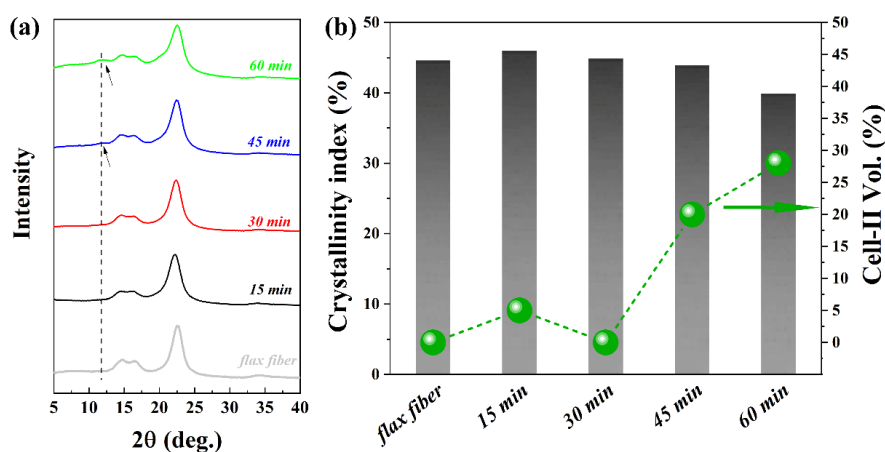 (a)
60 min
45 min
30 min
15 min
flax fiber
Intensity
5 10 15 20 25 30 35 40
2θ (deg.)
(b)
50
40
30
20
10
0
Crystallinity index (%)
50
45
40
35
30
25
20
15
10
5
0
Cell-II Vol. (%)
flax fiber
15 min
30 min
45 min
60 min